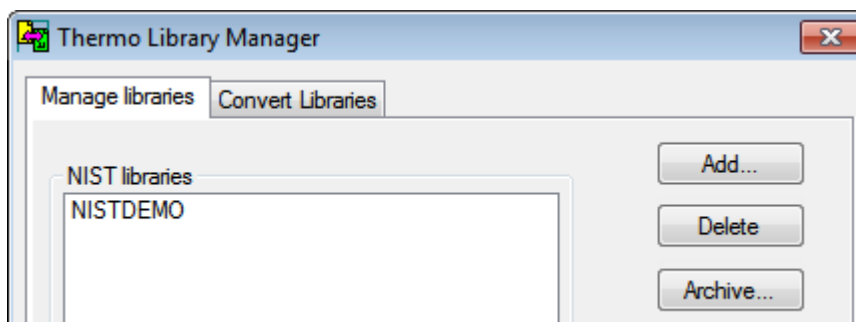 Thermo Library Manager
Manage libraries
Convert Libraries
NIST libraries
NISTDEMO
Add...
Delete
Archive...